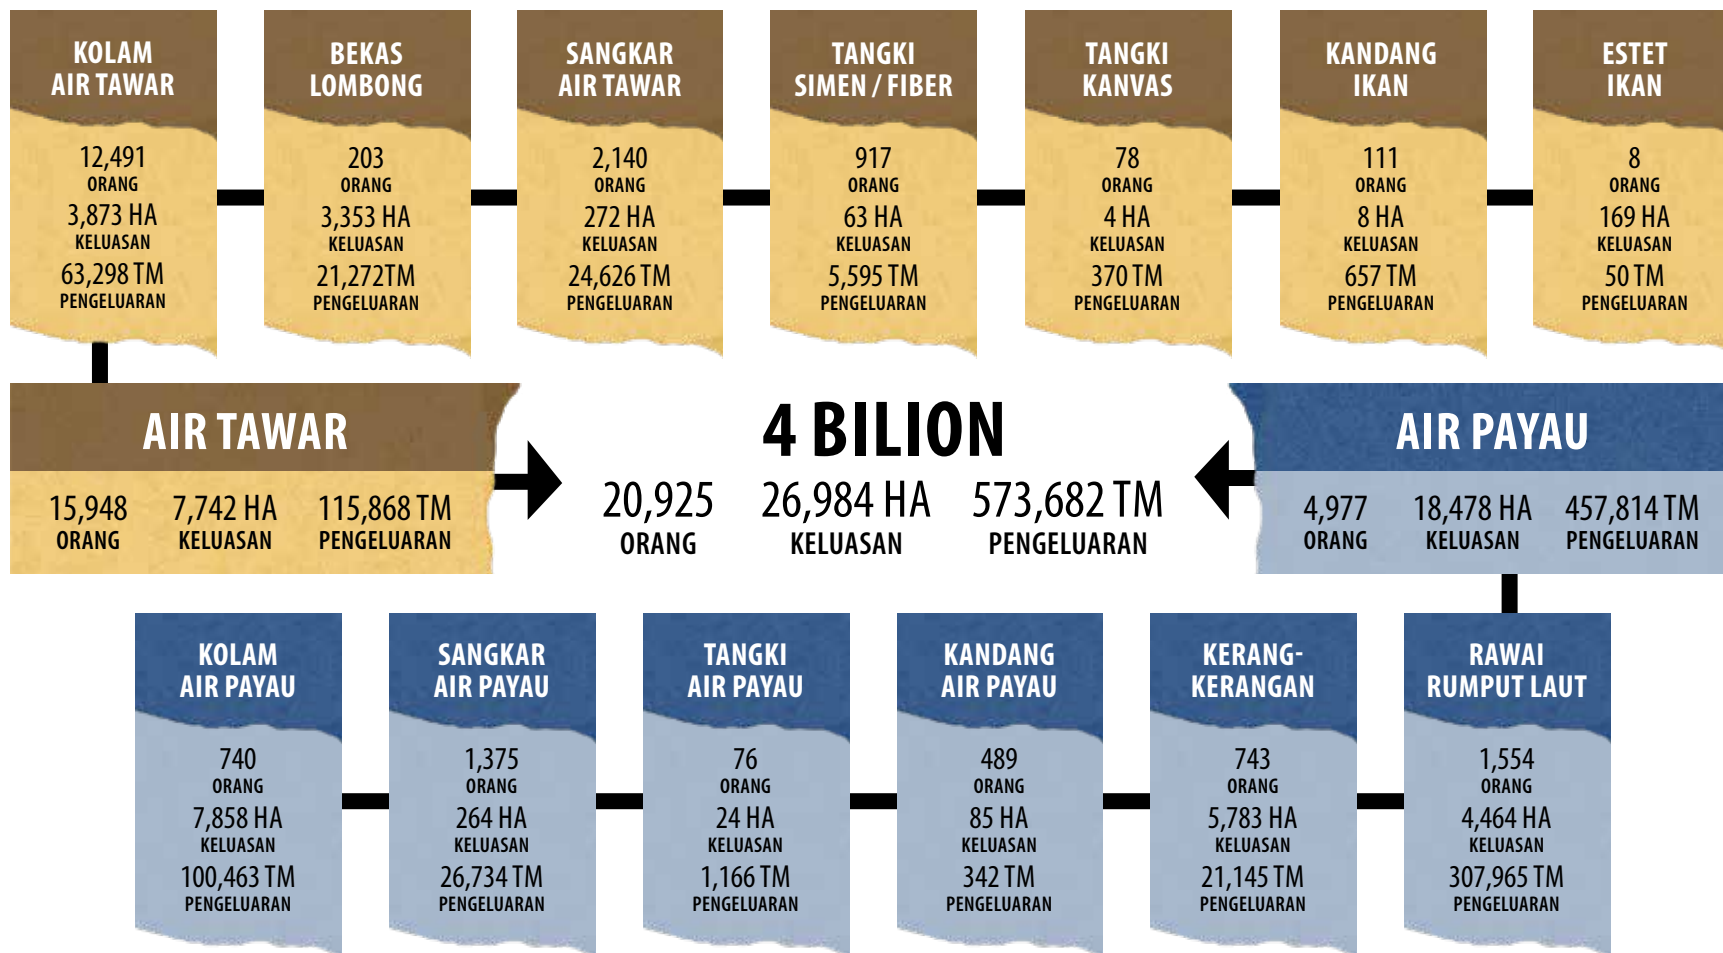 KOLAM
AIR TAWAR
12,491
ORANG
3,873 HA
KELUASAN
63,298 TM
PENGELUARAN
BEKAS
LOMBONG
203
ORANG
3,353 HA
KELUASAN
21,272TM
PENGELUARAN
SANGKAR
AIR TAWAR
2,140
ORANG
272 HA
KELUASAN
24,626 TM
PENGELUARAN
TANGKI
SIMEN / FIBER
917
ORANG
63 HA
KELUASAN
5,595 TM
PENGELUARAN
TANGKI
KANVAS
78
ORANG
4 HA
KELUASAN
370 TM
PENGELUARAN
KANDANG
IKAN
111
ORANG
8 HA
KELUASAN
657 TM
PENGELUARAN
ESTET
IKAN
8
ORANG
169 HA
KELUASAN
50 TM
PENGELUARAN
AIR TAWAR
15,948
ORANG
7,742 HA
KELUASAN
115,868 TM
PENGELUARAN
4 BILION
20,925
ORANG
26,984 HA
KELUASAN
573,682 TM
PENGELUARAN
AIR PAYAU
4,977
ORANG
18,478 HA
KELUASAN
457,814 TM
PENGELUARAN
KOLAM
AIR PAYAU
740
ORANG
7,858 HA
KELUASAN
100,463 TM
PENGELUARAN
SANGKAR
AIR PAYAU
1,375
ORANG
264 HA
KELUASAN
26,734 TM
PENGELUARAN
TANGKI
AIR PAYAU
76
ORANG
24 HA
KELUASAN
1,166 TM
PENGELUARAN
KANDANG
AIR PAYAU
489
ORANG
85 HA
KELUASAN
342 TM
PENGELUARAN
KERANG-
KERANGAN
743
ORANG
5,783 HA
KELUASAN
21,145 TM
PENGELUARAN
RAWAI
RUMPUT LAUT
1,554
ORANG
4,464 HA
KELUASAN
307,965 TM
PENGELUARAN